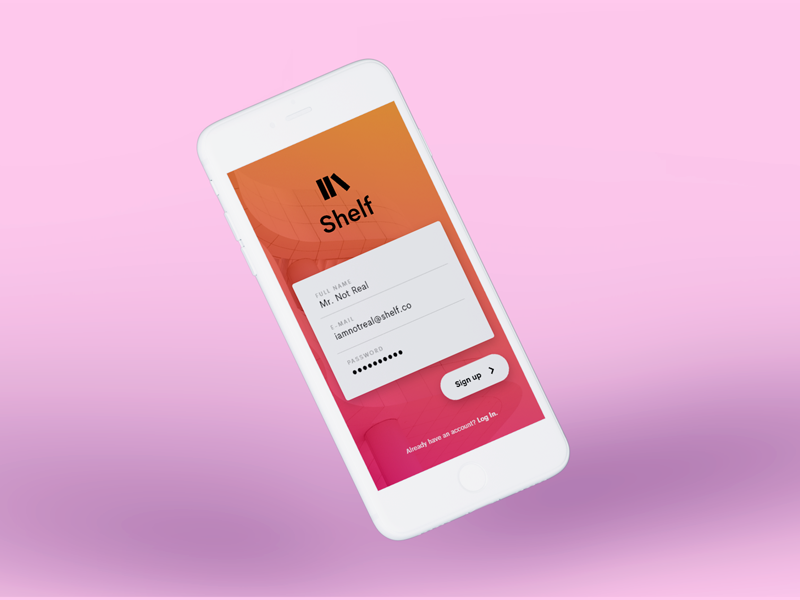 Shelf
FULL NAME
Mr. Not Real
E-MAIL
iamnotreal@shelf.co
PASSWORD
Sign up
Already have an account? Log In.